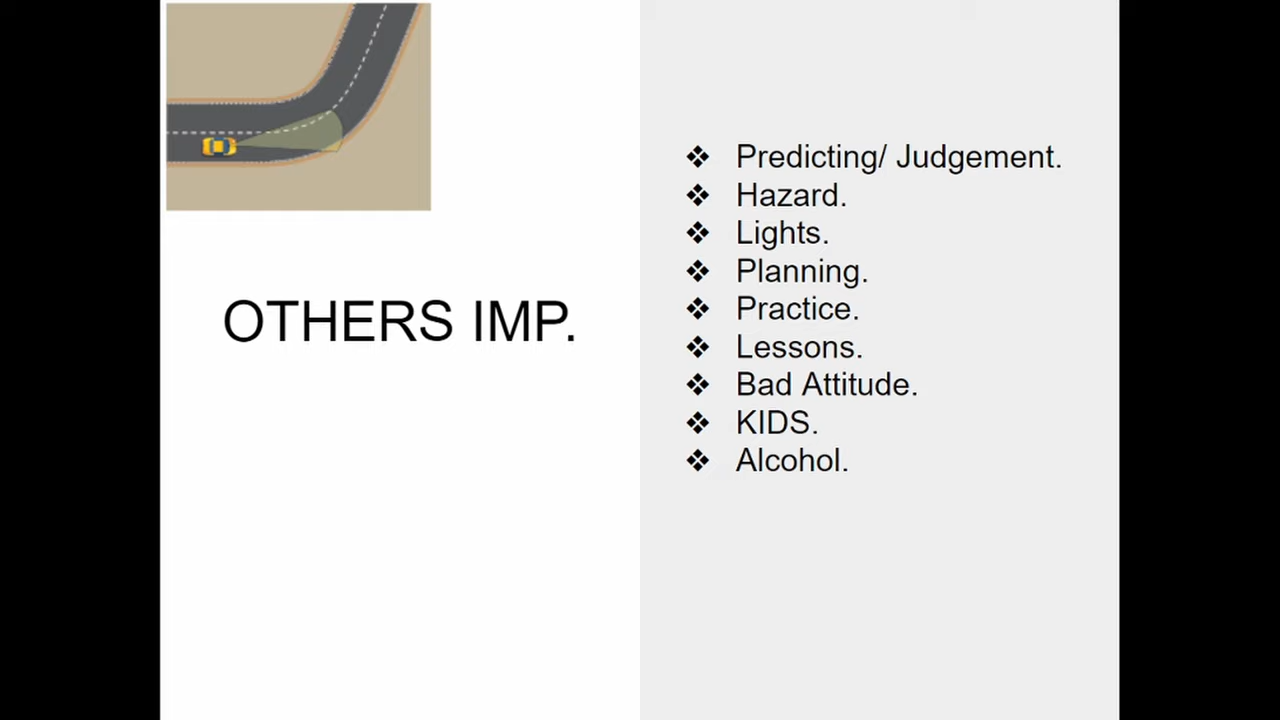 OTHERS IMP.
❖ Predicting/ Judgement.
❖ Hazard.
❖ Lights.
❖ Planning.
❖ Practice.
❖ Lessons.
❖ Bad Attitude.
❖ KIDS.
❖ Alcohol.